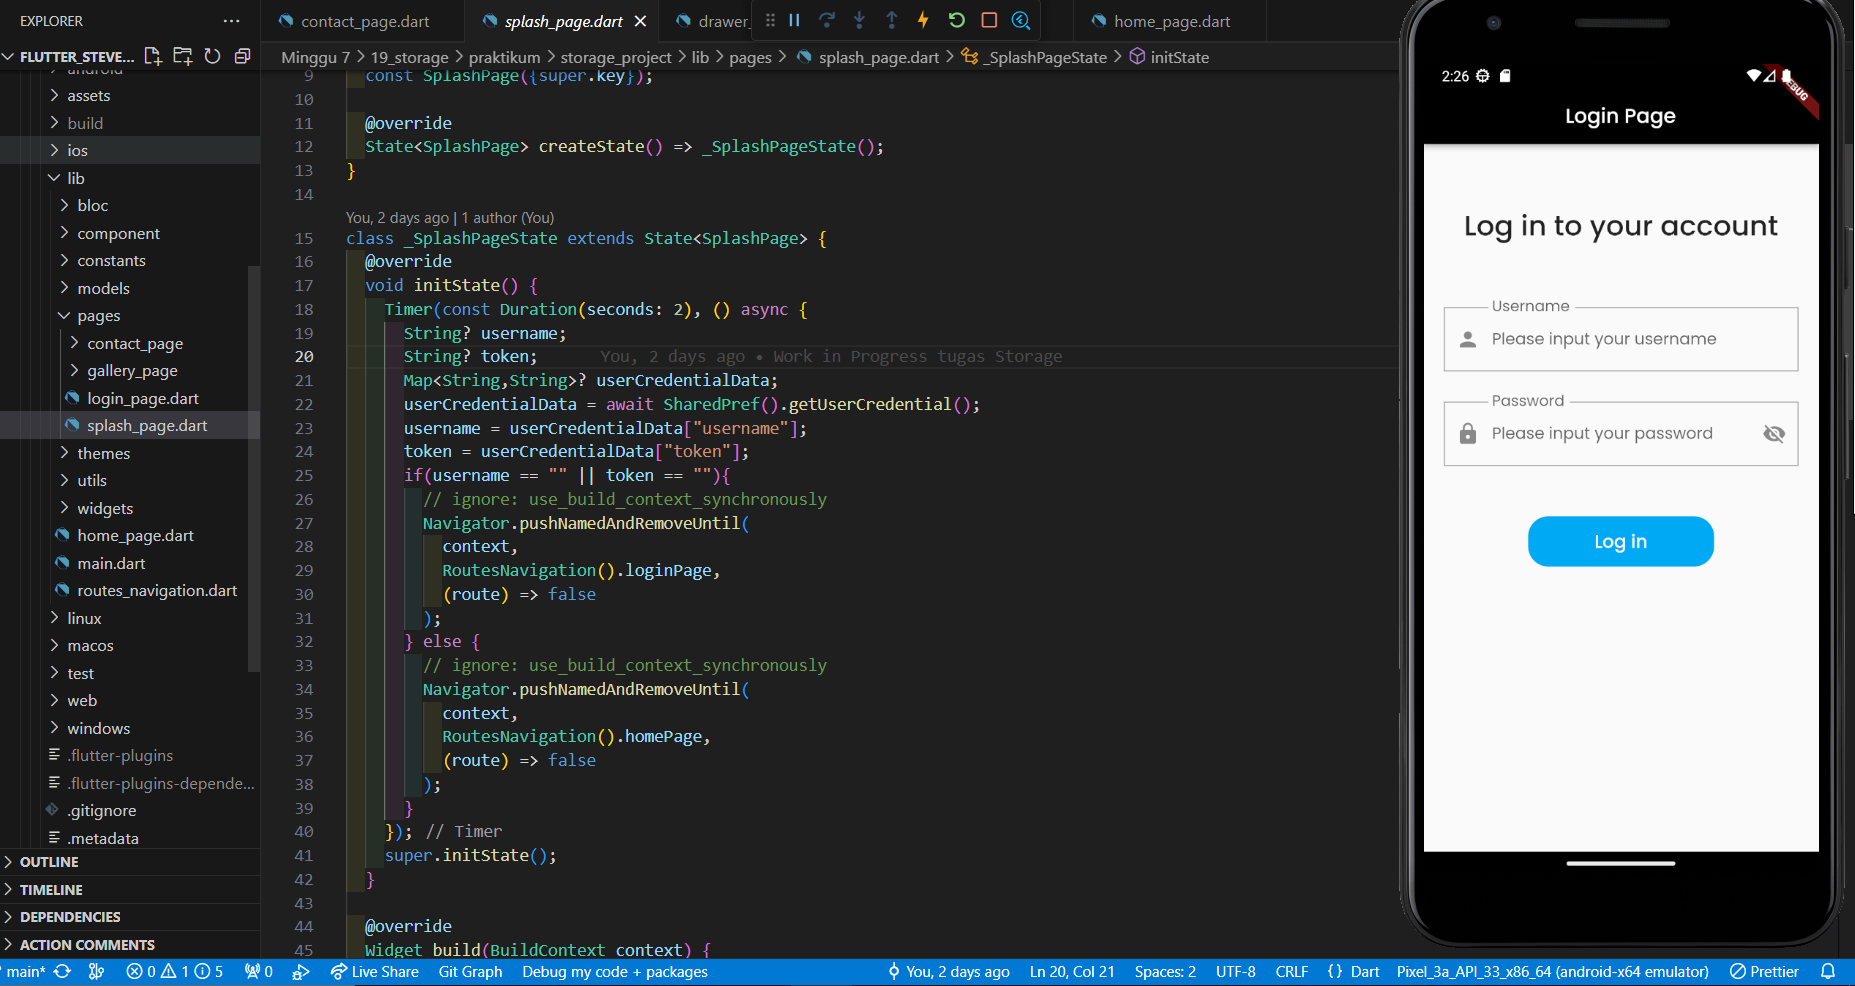 EXPLORER
FLUTTER_STEVE...
android
assets
build
ios
lib
bloc
component
constants
models
pages
contact_page
gallery_page
login_page.dart
splash_page.dart
themes
utils
widgets
home_page.dart
main.dart
routes_navigation.dart
linux
macos
test
web
windows
.flutter-plugins
.flutter-plugins-depende...
.gitignore
.metadata
OUTLINE
TIMELINE
DEPENDENCIES
ACTION COMMENTS
contact_page.dart
splash_page.dart
drawer_
home_page.dart
Minggu 7 > 19_storage > praktikum > storage_project > lib > pages > splash_page.dart > _SplashPageState > initState
9 const SplashPage({super.key});
10
11 @override
12 State<SplashPage> createState() => _SplashPageState();
13 }
14
You, 2 days ago | 1 author (You)
15 class _SplashPageState extends State<SplashPage> {
16 @override
17 void initState() {
18 Timer(const Duration(seconds: 2), () async {
19 String? username;
20 String? token; You, 2 days ago • Work in Progress tugas Storage
21 Map<String,String>? userCredentialData;
22 userCredentialData = await SharedPref().getUserCredential();
23 username = userCredentialData["username"];
24 token = userCredentialData["token"];
25 if(username == "" || token == ""){
26 // ignore: use_build_context_synchronously
27 Navigator.pushNamedAndRemoveUntil(
28 context,
29 RoutesNavigation().loginPage,
30 (route) => false
31 );
32 } else {
33 // ignore: use_build_context_synchronously
34 Navigator.pushNamedAndRemoveUntil(
35 context,
36 RoutesNavigation().homePage,
37 (route) => false
38 );
39 }
40 }); // Timer
41 super.initState();
42 }
43
44 @override
45 Widget build(BuildContext context) {
2:26
DEBUG
Login Page
Log in to your account
Username
Please input your username
Password
Please input your password
Log in
main* 0 1 5 0 Live Share Git Graph Debug my code + packages You, 2 days ago Ln 20, Col 21 Spaces: 2 UTF-8 CRLF {} Dart Pixel_3a_API_33_x86_64 (android-x64 emulator) Prettier